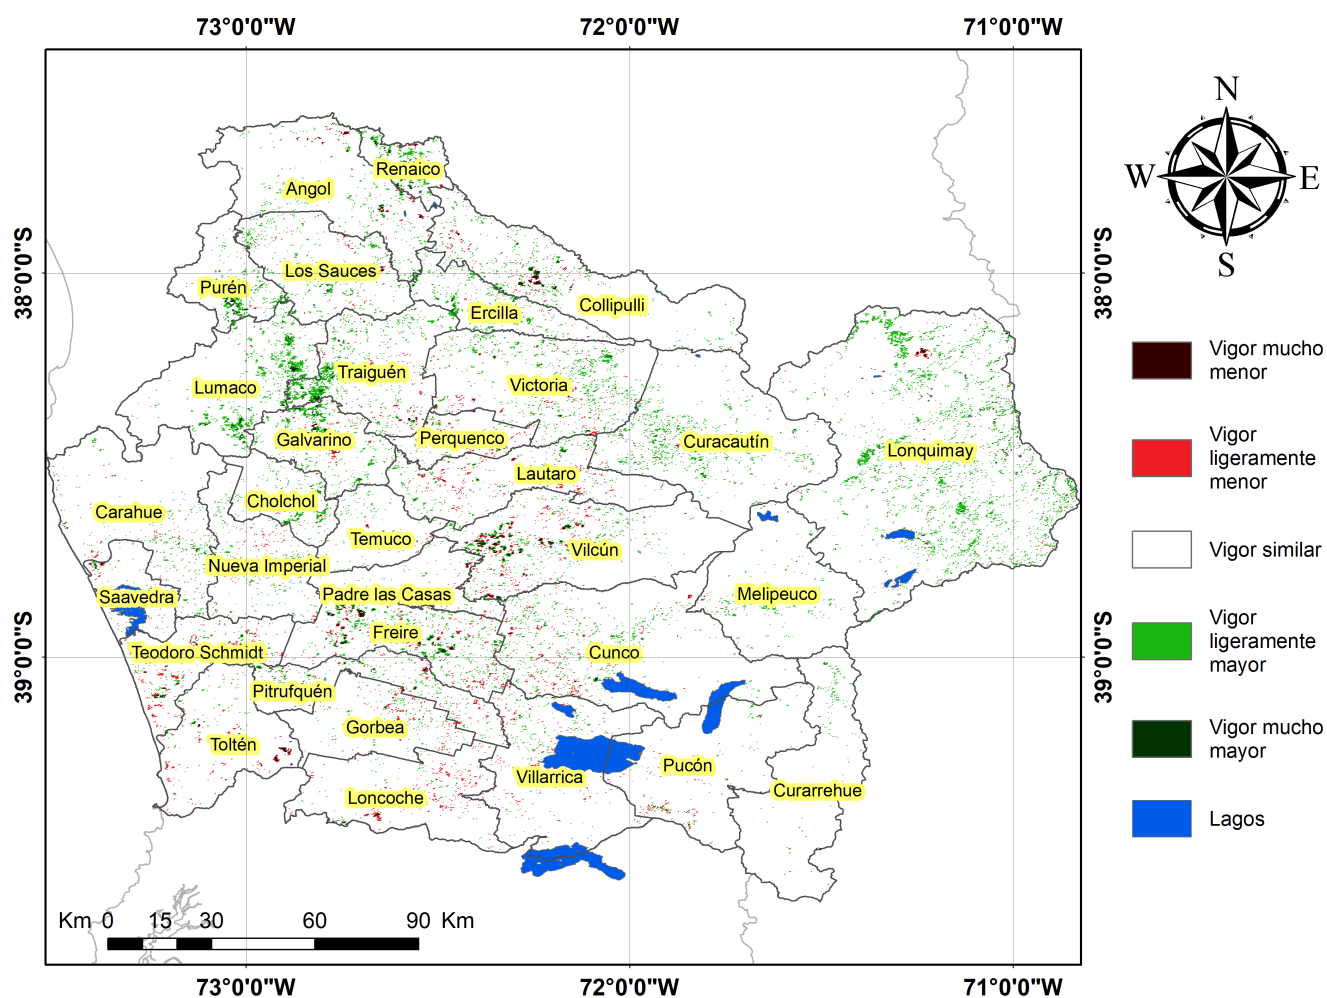 73°0'0"W 72°0'0"W 71°0'0"W
N
W E
S
38°0'0"S
38°0'0"S
39°0'0"S
39°0'0"S
Renaico
Angol
Los Sauces
Purén
Collipulli
Ercilla
Traiguén
Lumaco
Victoria
Galvarino
Perquenco
Curacautín
Lonquimay
Lautaro
Cholchol
Carahue
Temuco
Vilcún
Nueva Imperial
Saavedra
Padre las Casas
Melipeuco
Freire
Teodoro Schmidt
Cunco
Pitrufquén
Gorbea
Toltén
Pucón
Villarrica
Curarrehue
Loncoche
Vigor mucho
menor
Vigor
ligeramente
menor
Vigor similar
Vigor
ligeramente
mayor
Vigor mucho
mayor
Lagos
Km 0 15 30 60 90 Km
73°0'0"W 72°0'0"W 71°0'0"W